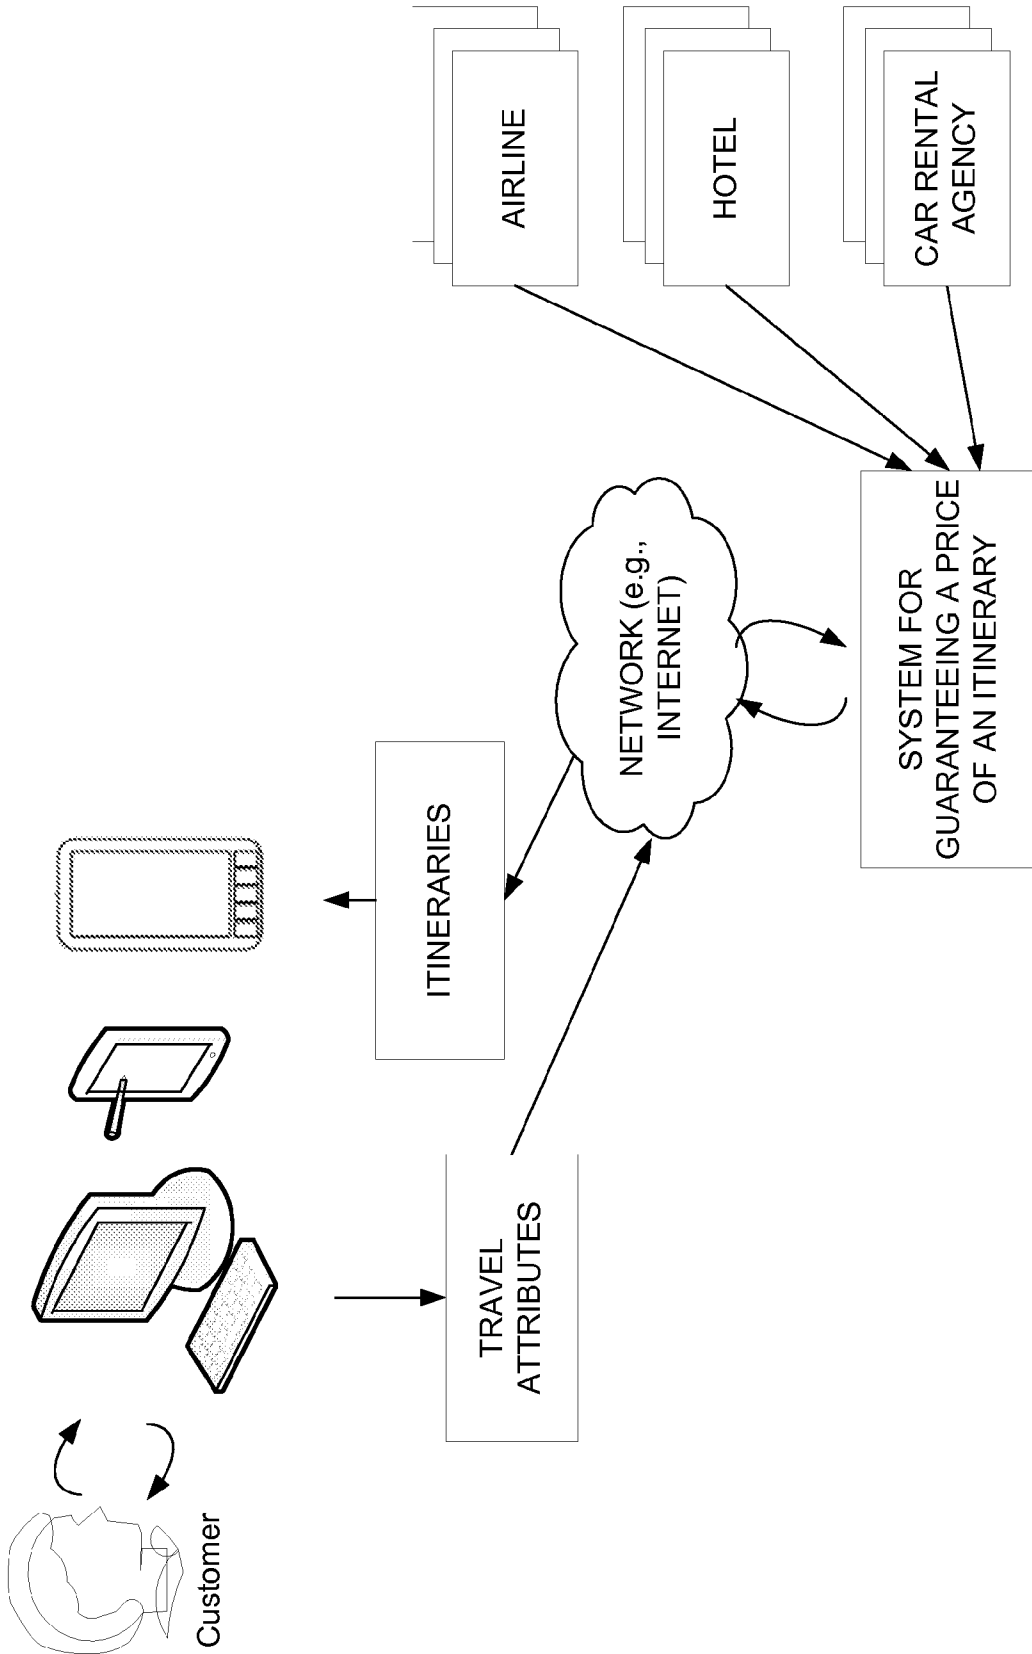 Customer
TRAVEL
ATTRIBUTES
ITINERARIES
NETWORK (e.g.,
INTERNET)
SYSTEM FOR
GUARANTEEING A PRICE
OF AN ITINERARY
AIRLINE
HOTEL
CAR RENTAL
AGENCY